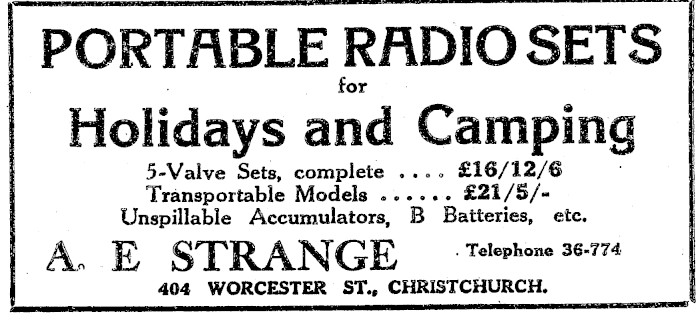 PORTABLE RADIO SETS
for
Holidays and Camping
5-Valve Sets, complete .... £16/12/6
Transportable Models ...... £21/5/-
Unspillable Accumulators, B Batteries, etc.
A. E STRANGE Telephone 36-774
404 WORCESTER ST., CHRISTCHURCH.